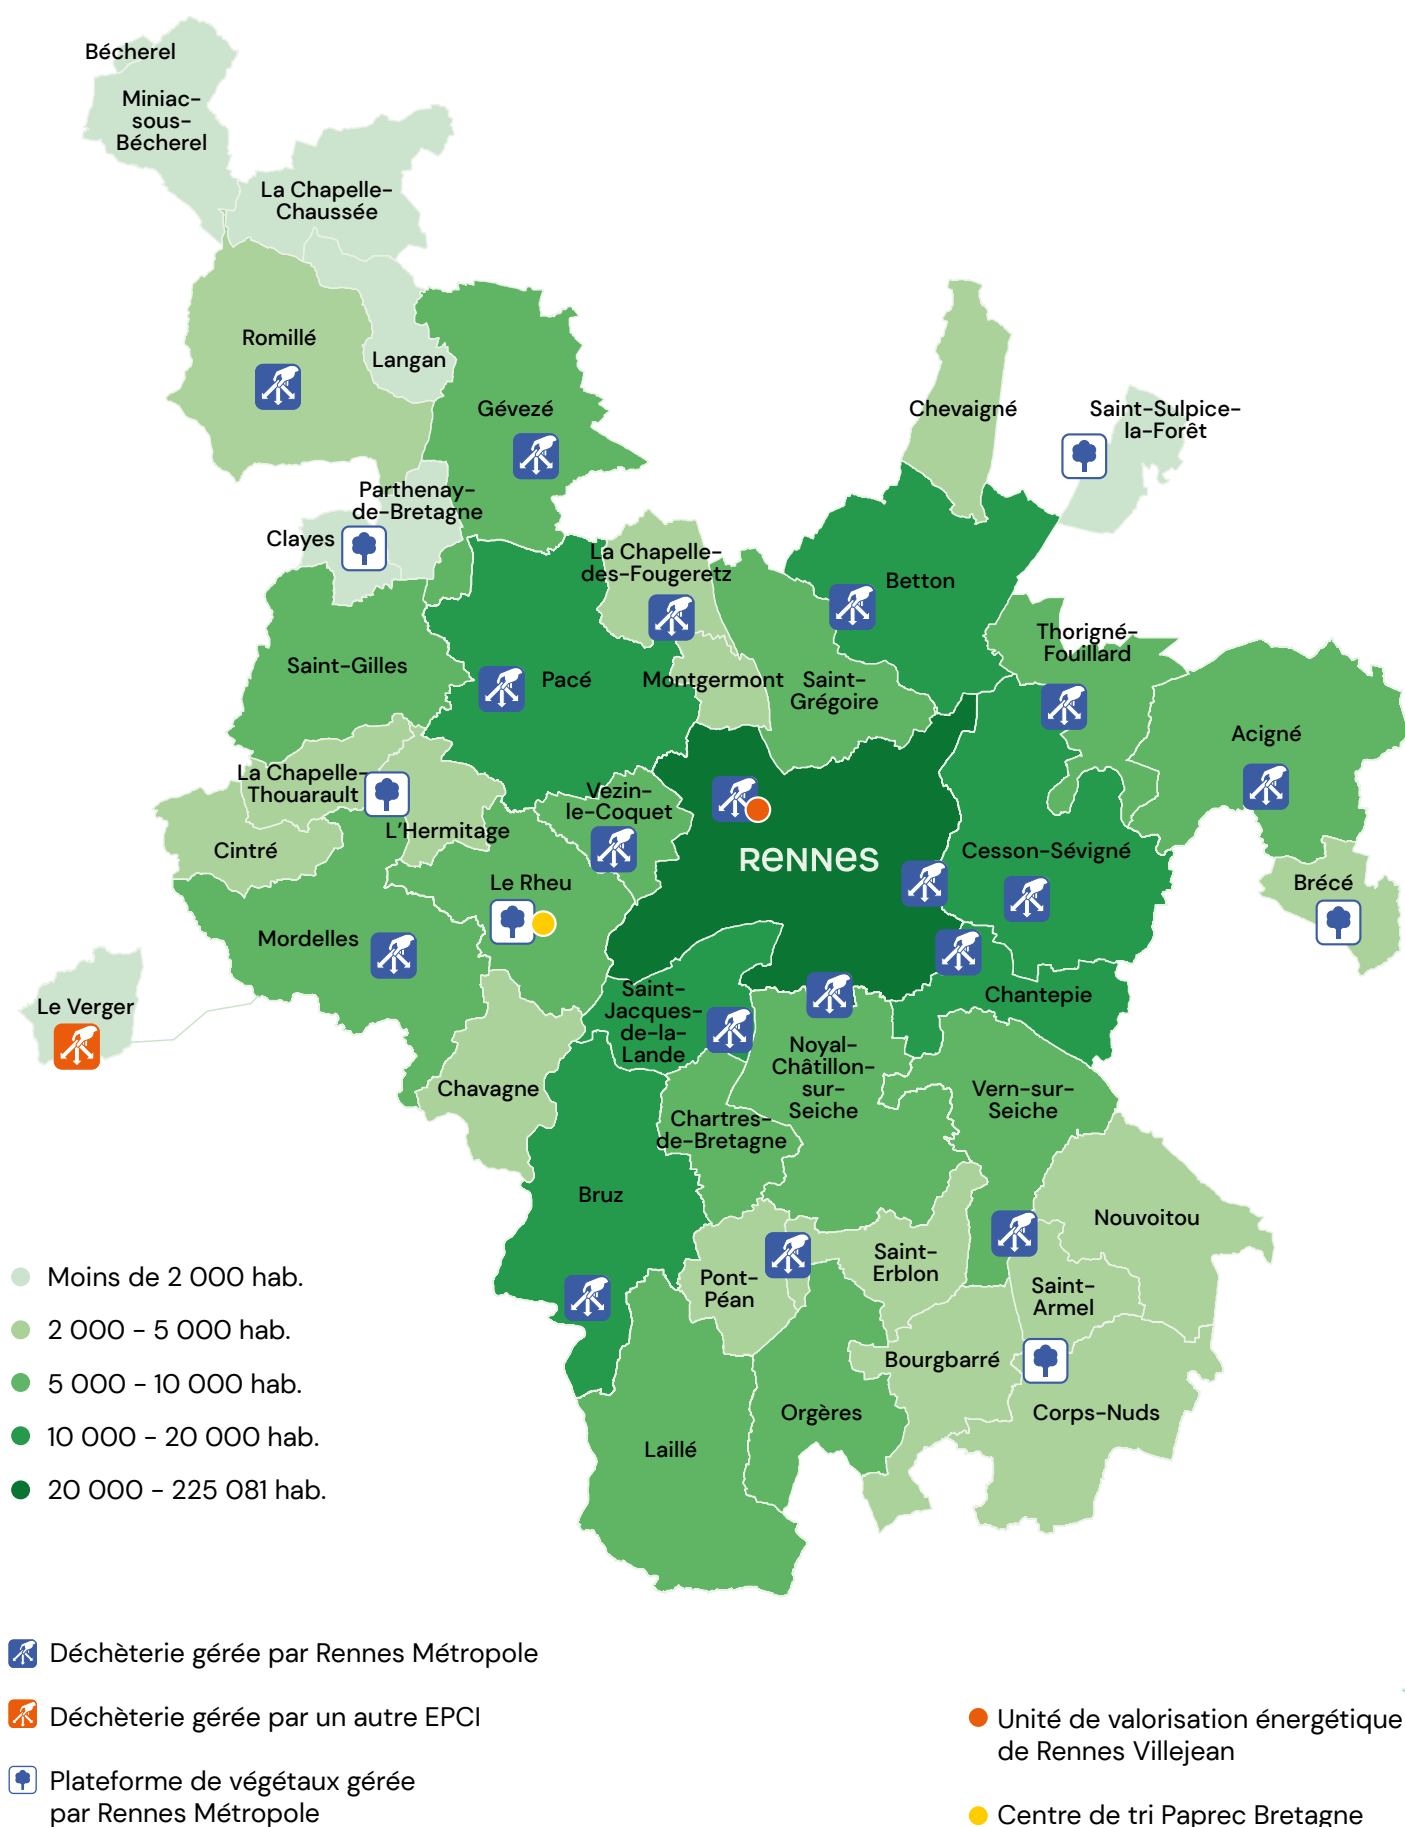 Bécherel
Miniac-
sous-
Bécherel
La Chapelle-
Chaussée
Romillé
Langan
Gévezé
Chevaigné
Saint-Sulpice-
la-Forêt
Parthenay-
de-Bretagne
Clayes
La Chapelle-
des-Fougeretz
Betton
Thorigné-
Fouillard
Saint-Gilles
Pacé
Montgermont
Saint-
Grégoire
Acigné
La Chapelle-
Thouarault
L'Hermitage
Vezin-
le-Coquet
Cintré
RENNES
Cesson-Sévigné
Le Rheu
Brécé
Mordelles
Le Verger
Saint-
Jacques-
de-la-
Lande
Chantepie
Noyal-
Châtillon-
sur-
Seiche
Chavagne
Vern-sur-
Seiche
Chartres-
de-Bretagne
Bruz
Nouvoitou
Saint-
Erblon
Pont-
Péan
Saint-
Armel
Bourgbarré
Orgères
Corps-Nuds
Laillé
Moins de 2 000 hab.
2 000 - 5 000 hab.
5 000 - 10 000 hab.
10 000 - 20 000 hab.
20 000 - 225 081 hab.
Déchèterie gérée par Rennes Métropole
Déchèterie gérée par un autre EPCI
Plateforme de végétaux gérée
par Rennes Métropole
Unité de valorisation énergétique
de Rennes Villejean
Centre de tri Paprec Bretagne